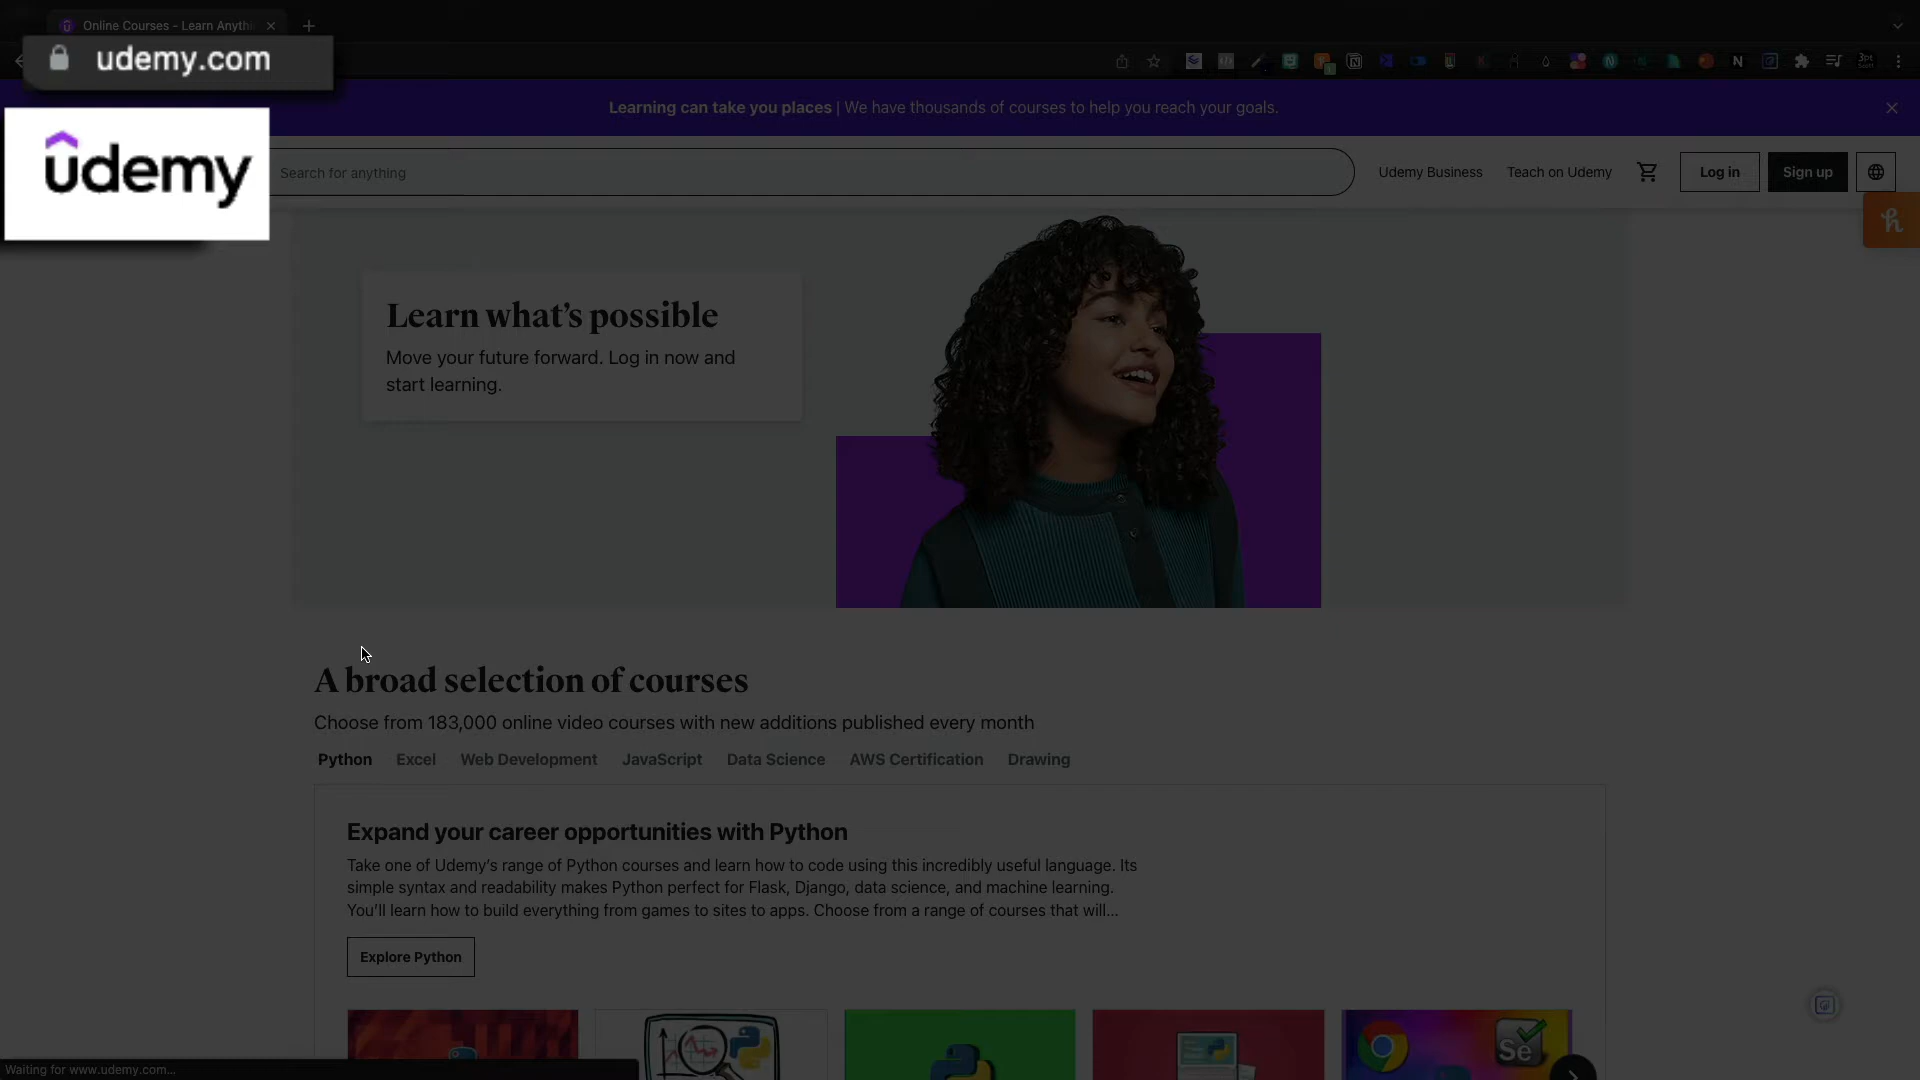 Online Courses - Learn Anythi
udemy.com
Learning can take you places | We have thousands of courses to help you reach your goals.
udemy
Search for anything
Udemy Business
Teach on Udemy
Log in
Sign up
Learn what's possible
Move your future forward. Log in now and
start learning.
A broad selection of courses
Choose from 183,000 online video courses with new additions published every month
Python Excel Web Development JavaScript Data Science AWS Certification Drawing
Expand your career opportunities with Python
Take one of Udemy's range of Python courses and learn how to code using this incredibly useful language. Its
simple syntax and readability makes Python perfect for Flask, Django, data science, and machine learning.
You'll learn how to build everything from games to sites to apps. Choose from a range of courses that will...
Explore Python
Se
Waiting for www.udemy.com...